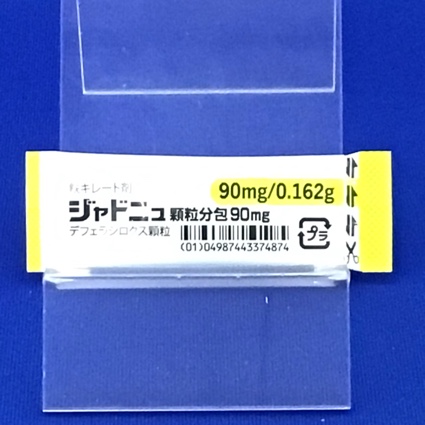 鉄キレート剤
90mg/0.162g
ジャドニュ 顆粒分包90mg
デフェラシロクス顆粒
(01)04987443374874
プラ